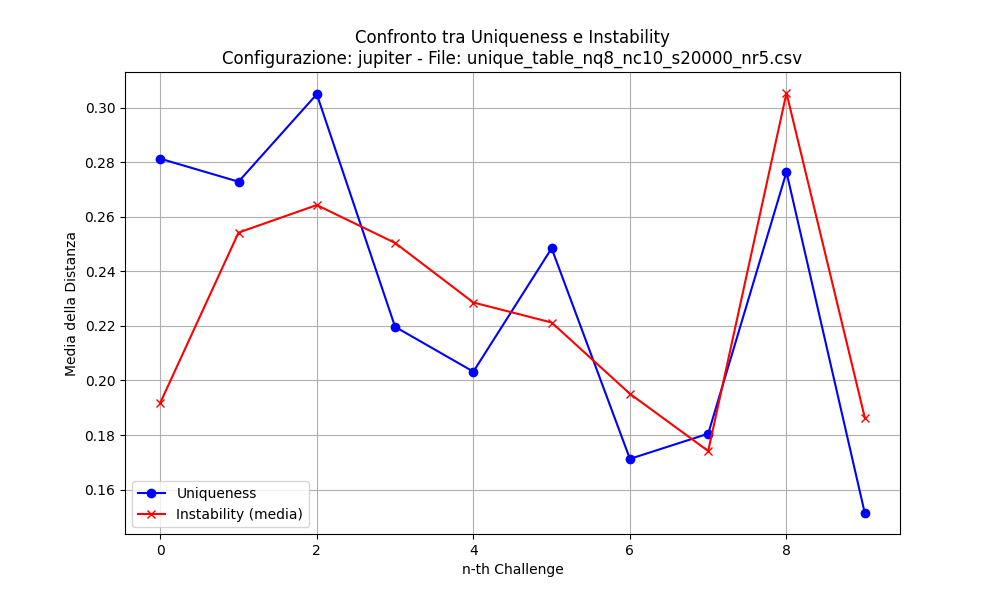 Confronto tra Uniqueness e Instability
Configurazione: jupiter - File: unique_table_nq8_nc10_s20000_nr5.csv
Media della Distanza
0.30
0.28
0.26
0.24
0.22
0.20
0.18
0.16
Uniqueness
Instability (media)
0 2 4 6 8
n-th Challenge